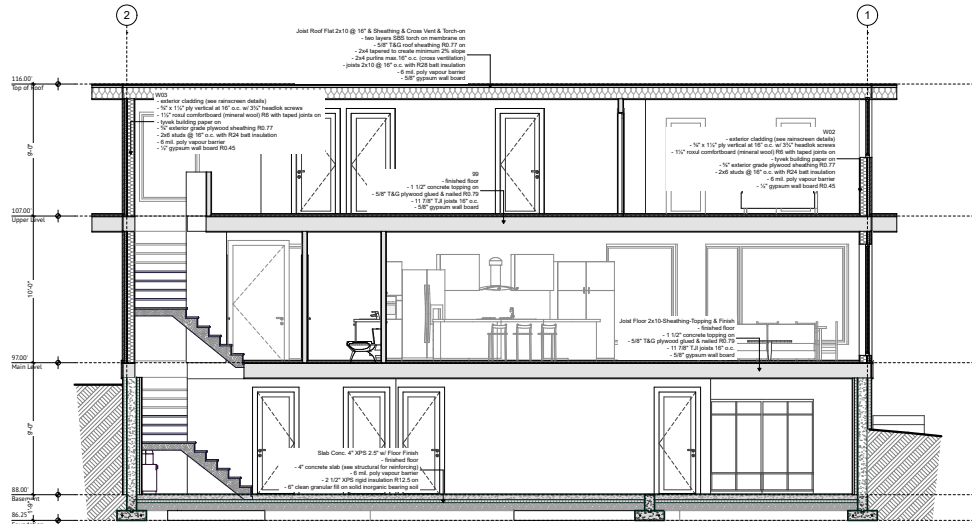 2
1
Joist Roof Flat 2x10 @ 16" & Sheathing & Cross Vent & Torch-on
- two layers SBS torch on membrane on
- 5/8" T&G roof sheathing R0.77 on
- 2x4 tapered to create minimum 2% slope
- 2x4 purlins max.16" o.c. (cross ventilation)
- joists 2x10 @ 16" o.c. with R28 batt insulation
- 6 mil. poly vapour barrier
- 5/8" gypsum wall board
116.00'
Top of Roof
W03
- exterior cladding (see rainscreen details)
- ¾" x 1½" ply vertical at 16" o.c. w/ 3¾" headlok screws
- 1½" roxul comfortboard (mineral wool) R6 with taped joints on
- tyvek building paper on
- ¾" exterior grade plywood sheathing R0.77
- 2x6 studs @ 16" o.c. with R24 batt insulation
- 6 mil. poly vapour barrier
- ½" gypsum wall board R0.45
W02
- exterior cladding (see rainscreen details)
- ¾" x 1½" ply vertical at 16" o.c. w/ 3¾" headlok screws
- 1½" roxul comfortboard (mineral wool) R6 with taped joints on
- tyvek building paper on
- ¾" exterior grade plywood sheathing R0.77
- 2x6 studs @ 16" o.c. with R24 batt insulation
- 6 mil. poly vapour barrier
- ½" gypsum wall board R0.45
9'-0"
99
- finished floor
- 1 1/2" concrete topping on
- 5/8" T&G plywood glued & nailed R0.79
- 11 7/8" TJI joists 16" o.c.
- 5/8" gypsum wall board
107.00'
Upper Level
10'-0"
Joist Floor 2x10-Sheathing-Topping & Finish
- finished floor
- 1 1/2" concrete topping on
- 5/8" T&G plywood glued & nailed R0.79
- 11 7/8" TJI joists 16" o.c.
- 5/8" gypsum wall board
97.00'
Main Level
9'-0"
Slab Conc. 4" XPS 2.5" w/ Floor Finish
- finished floor
- 4" concrete slab (see structural for reinforcing)
- 6 mil. poly vapour barrier
- 2 1/2" XPS rigid insulation R12.5 on
- 6" clean granular fill on solid inorganic bearing soil
88.00'
Basement
1'-9"
86.25'